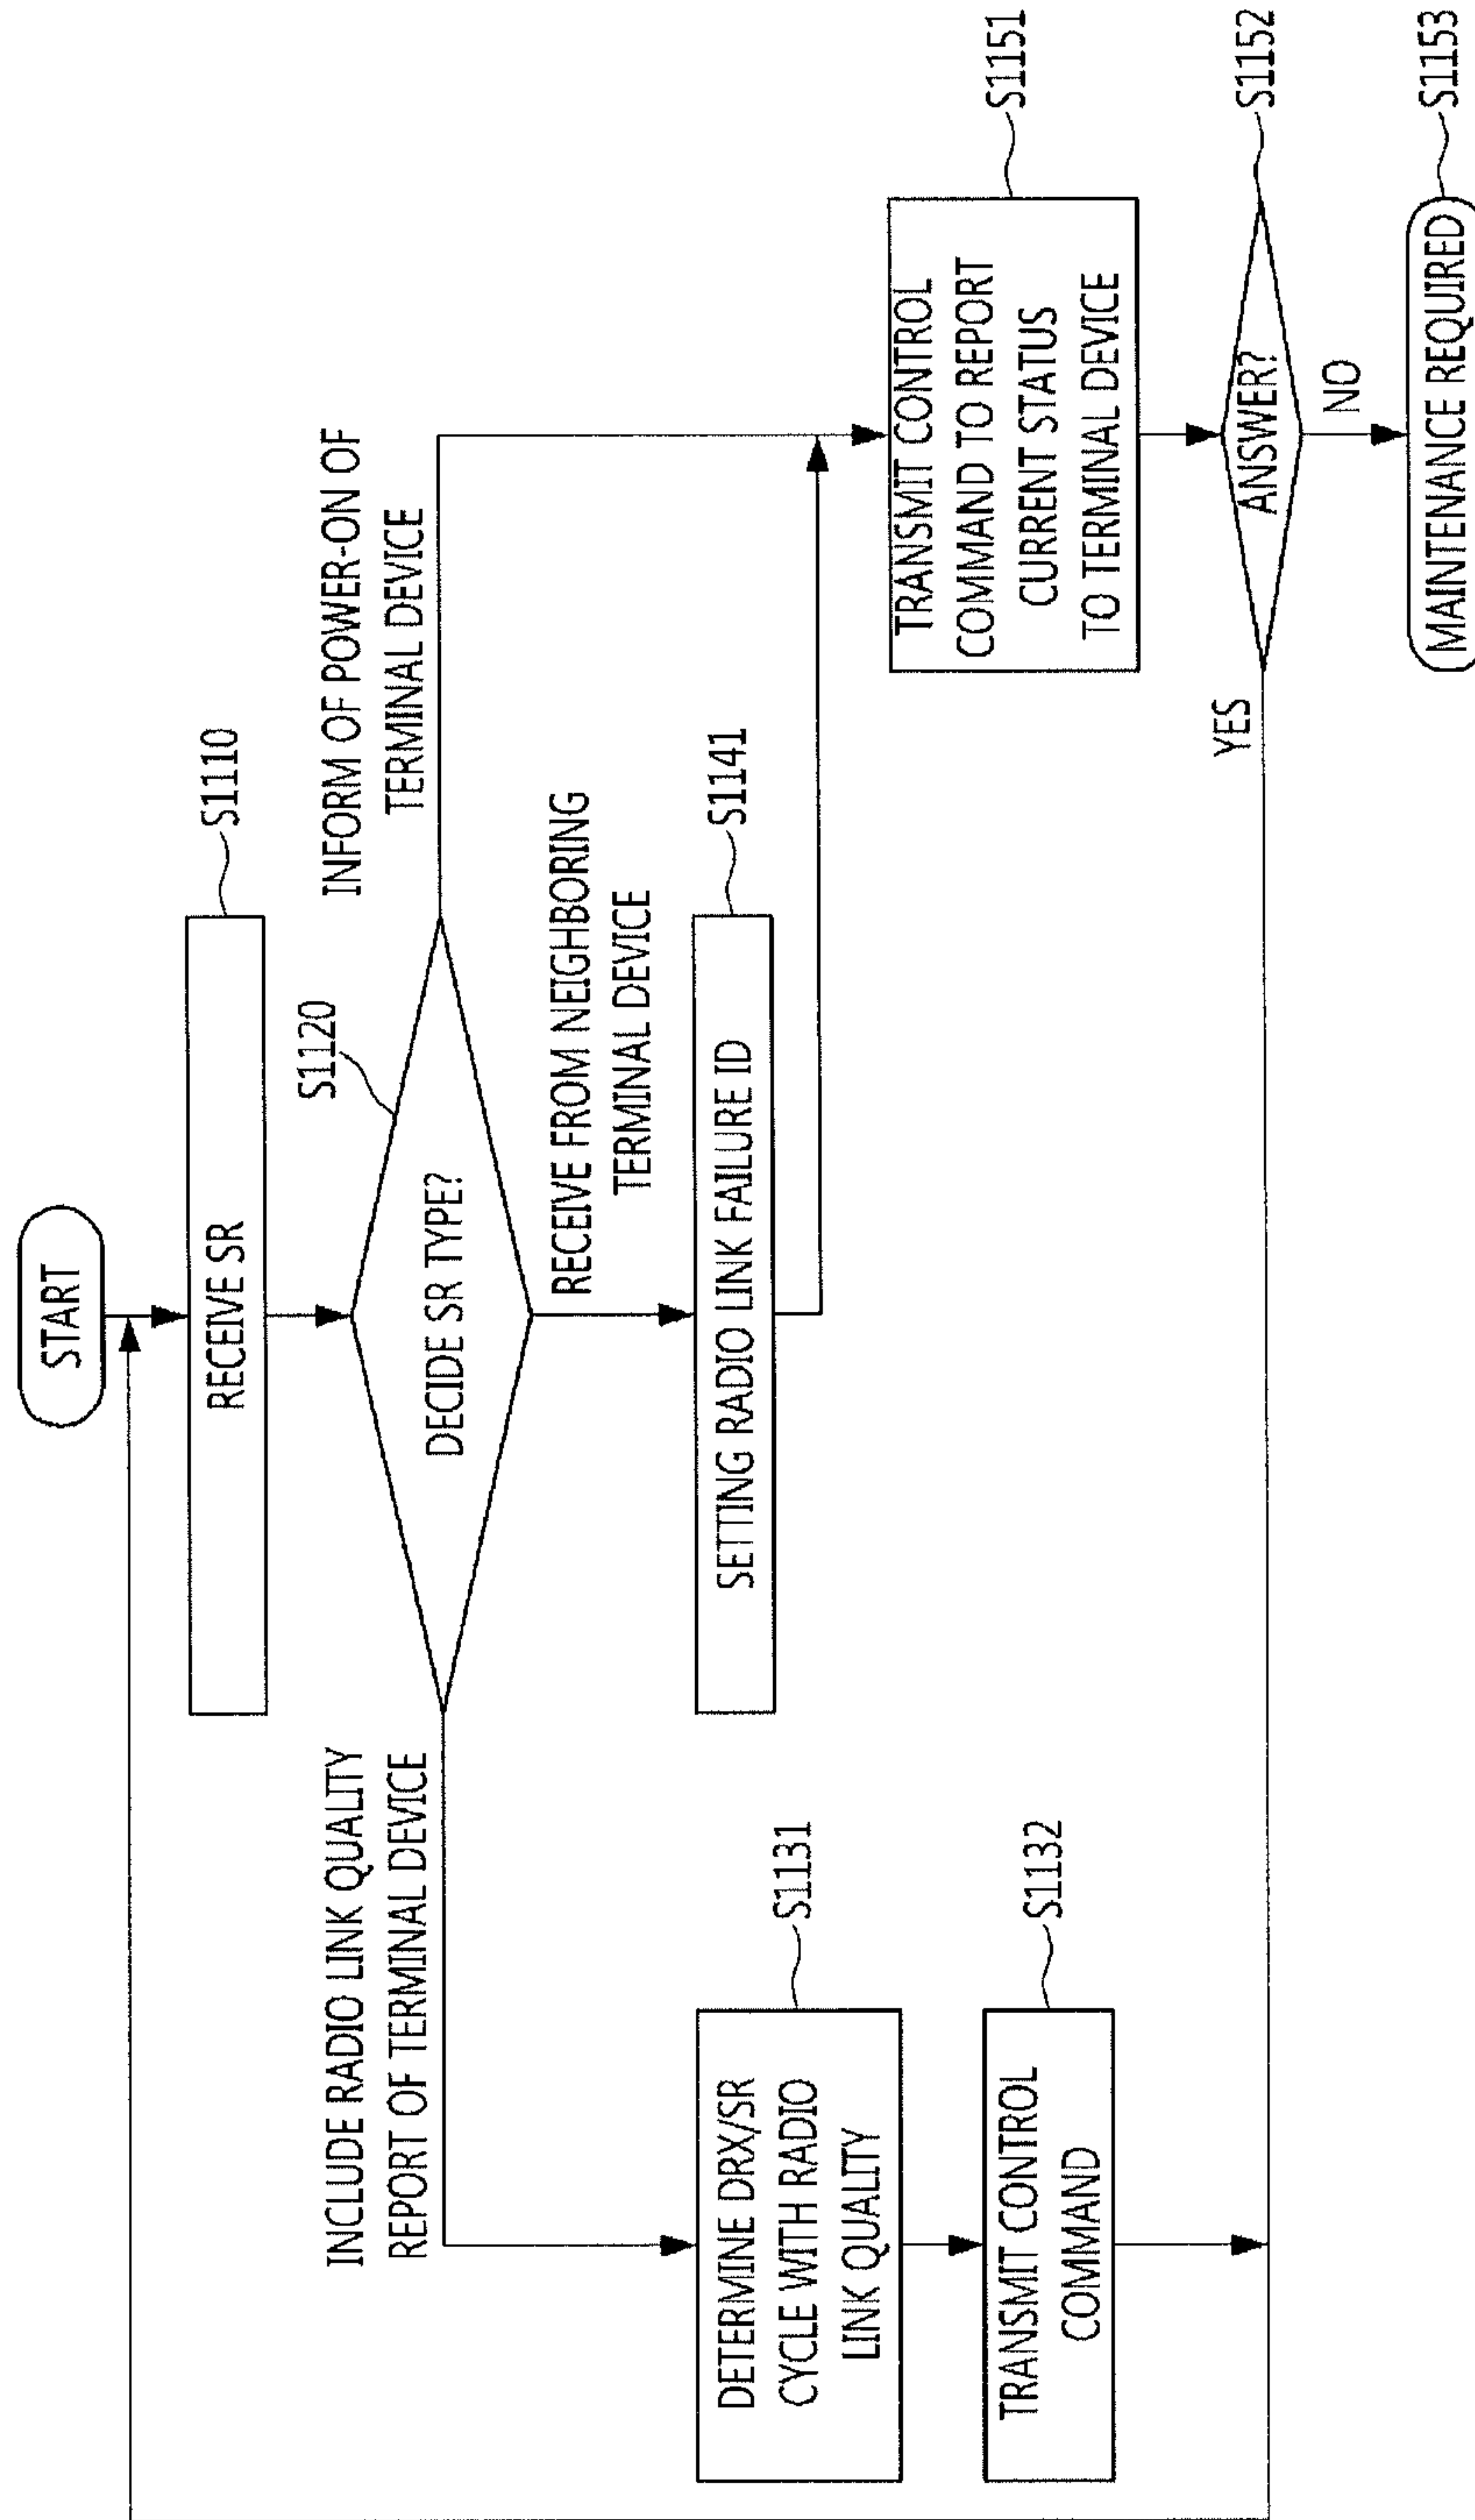 START
RECEIVE SR
S1110
S1120
DECIDE SR TYPE?
INCLUDE RADIO LINK QUALITY
REPORT OF TERMINAL DEVICE
INFORM OF POWER-ON OF
TERMINAL DEVICE
RECEIVE FROM NEIGHBORING
TERMINAL DEVICE
DETERMINE DRX/SR
CYCLE WITH RADIO
LINK QUALITY
S1131
SETTING RADIO LINK FAILURE ID
S1141
TRANSMIT CONTROL
COMMAND
S1132
TRANSMIT CONTROL
COMMAND TO REPORT
CURRENT STATUS
TO TERMINAL DEVICE
S1151
YES
ANSWER?
S1152
NO
MAINTENANCE REQUIRED
S1153